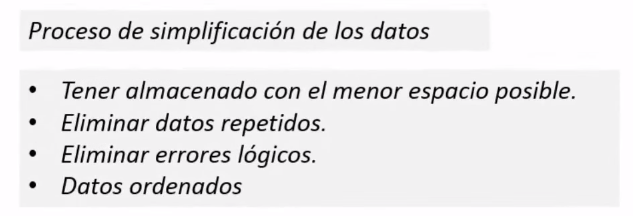 Proceso de simplificación de los datos
• Tener almacenado con el menor espacio posible.
• Eliminar datos repetidos.
• Eliminar errores lógicos.
• Datos ordenados